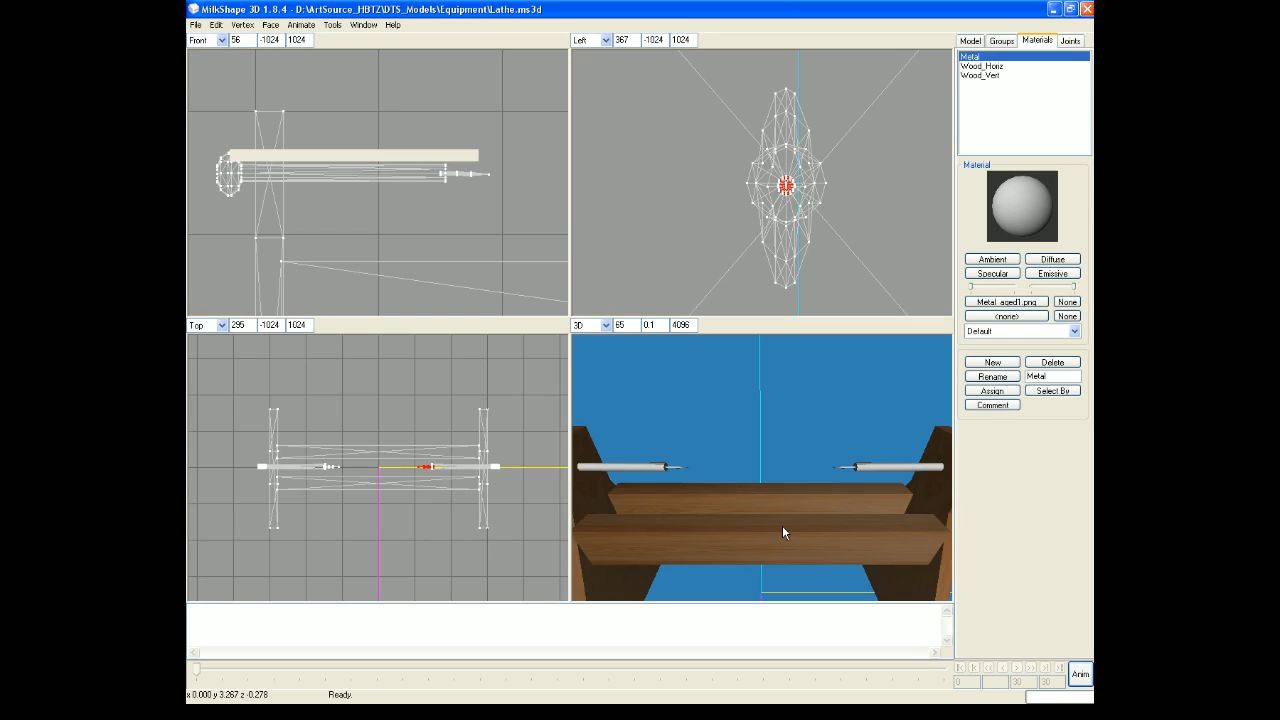 MilkShape 3D 1.8.4 - D:\ArtSource_HBTZ\DTS_Models\Equipment\Lathe.ms3d
File Edit Vertex Face Animate Tools Window Help
Front 56 -1024 1024
Left 367 -1024 1024
Model Groups Materials Joints
Metal
Wood_Horiz
Wood_Vert
Material
Ambient Diffuse
Specular Emissive
Metal_aged1.png None
<none> None
Default
Top 295 -1024 1024
3D 65 0.1 4096
New Delete
Rename Metal
Assign Select By
Comment
0 30 30
Anim
x 0.000 y 3.267 z -0.278 Ready.